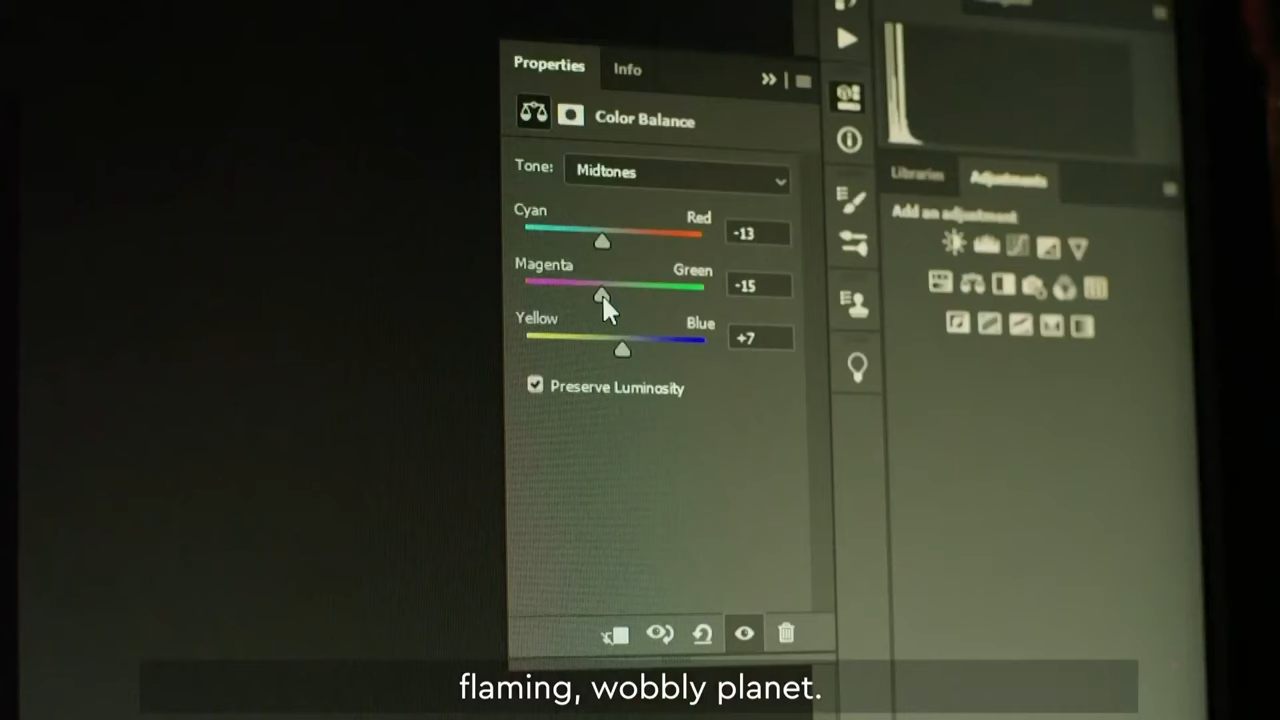 Properties
Info
Color Balance
Tone:
Midtones
Cyan
Red
-13
Magenta
Green
-15
Yellow
Blue
+7
Preserve Luminosity
Libraries
Adjustments
Add an adjustment
flaming, wobbly planet.